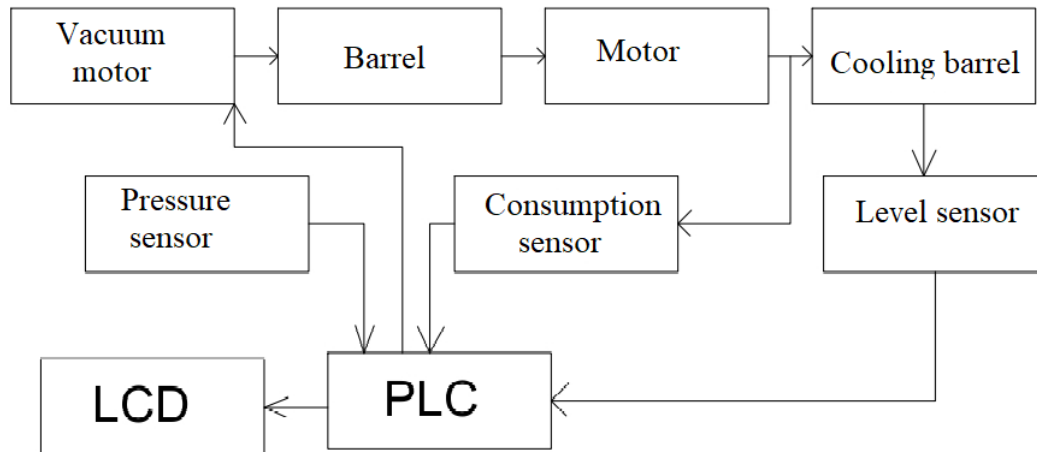 Vacuum
motor
Barrel
Motor
Cooling barrel
Pressure
sensor
Consumption
sensor
Level sensor
LCD
PLC